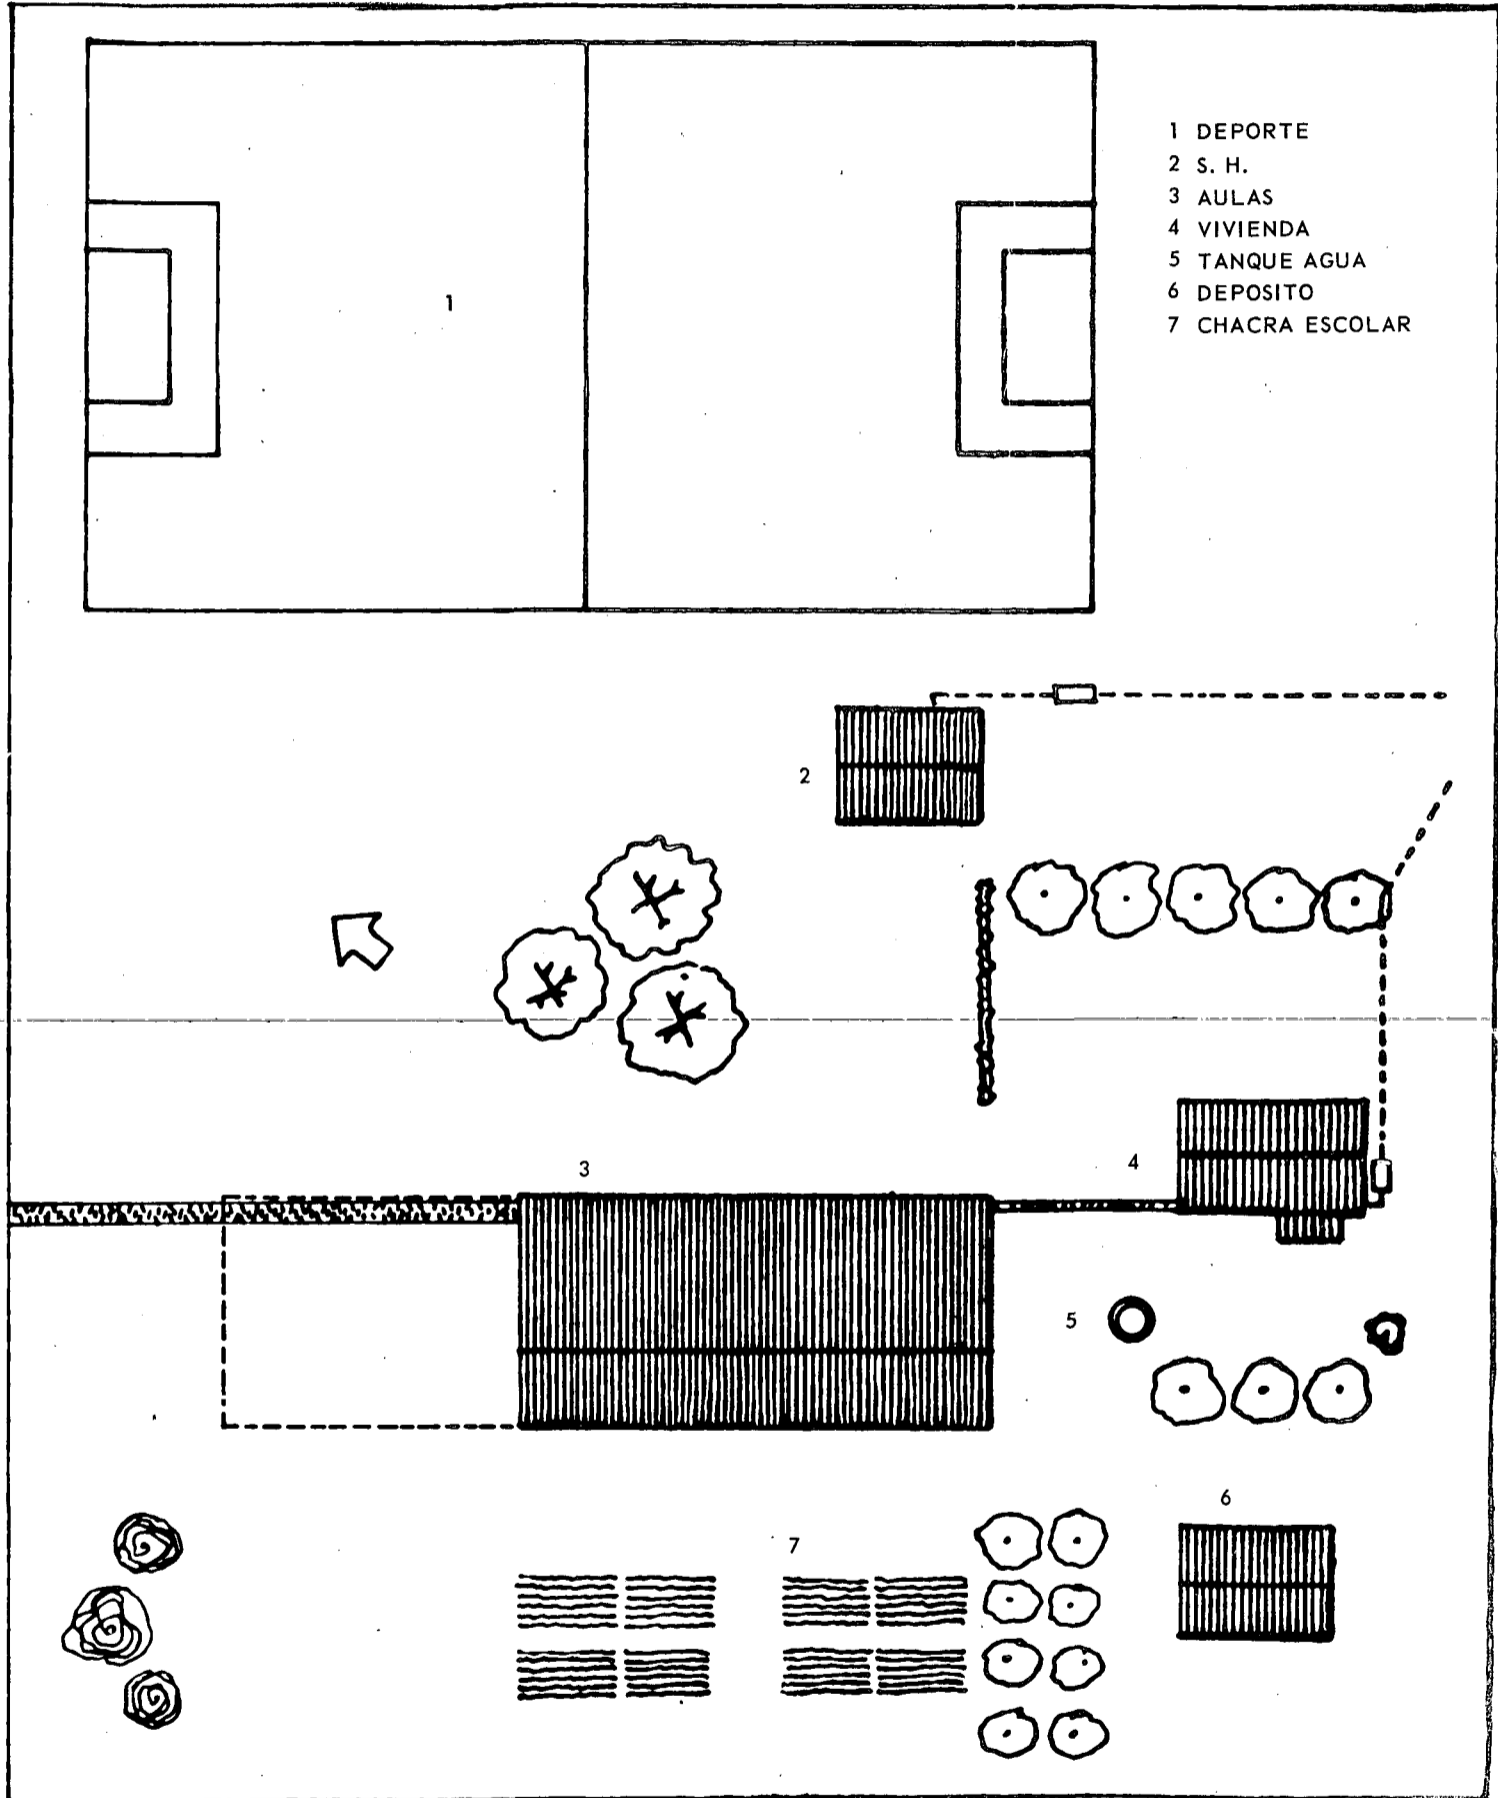 1 DEPORTE
2 S. H.
3 AULAS
4 VIVIENDA
5 TANQUE AGUA
6 DEPOSITO
7 CHACRA ESCOLAR
1
2
3
4
5
6
7